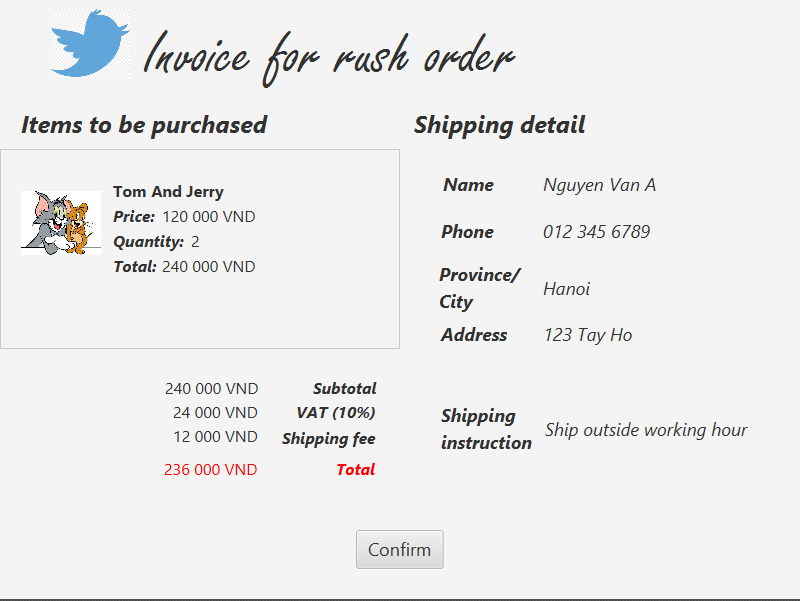 Invoice for rush order
Items to be purchased
Tom And Jerry
Price: 120 000 VND
Quantity: 2
Total: 240 000 VND
240 000 VND Subtotal
24 000 VND VAT (10%)
12 000 VND Shipping fee
236 000 VND Total
Shipping detail
Name Nguyen Van A
Phone 012 345 6789
Province/
City Hanoi
Address 123 Tay Ho
Shipping
instruction Ship outside working hour
Confirm